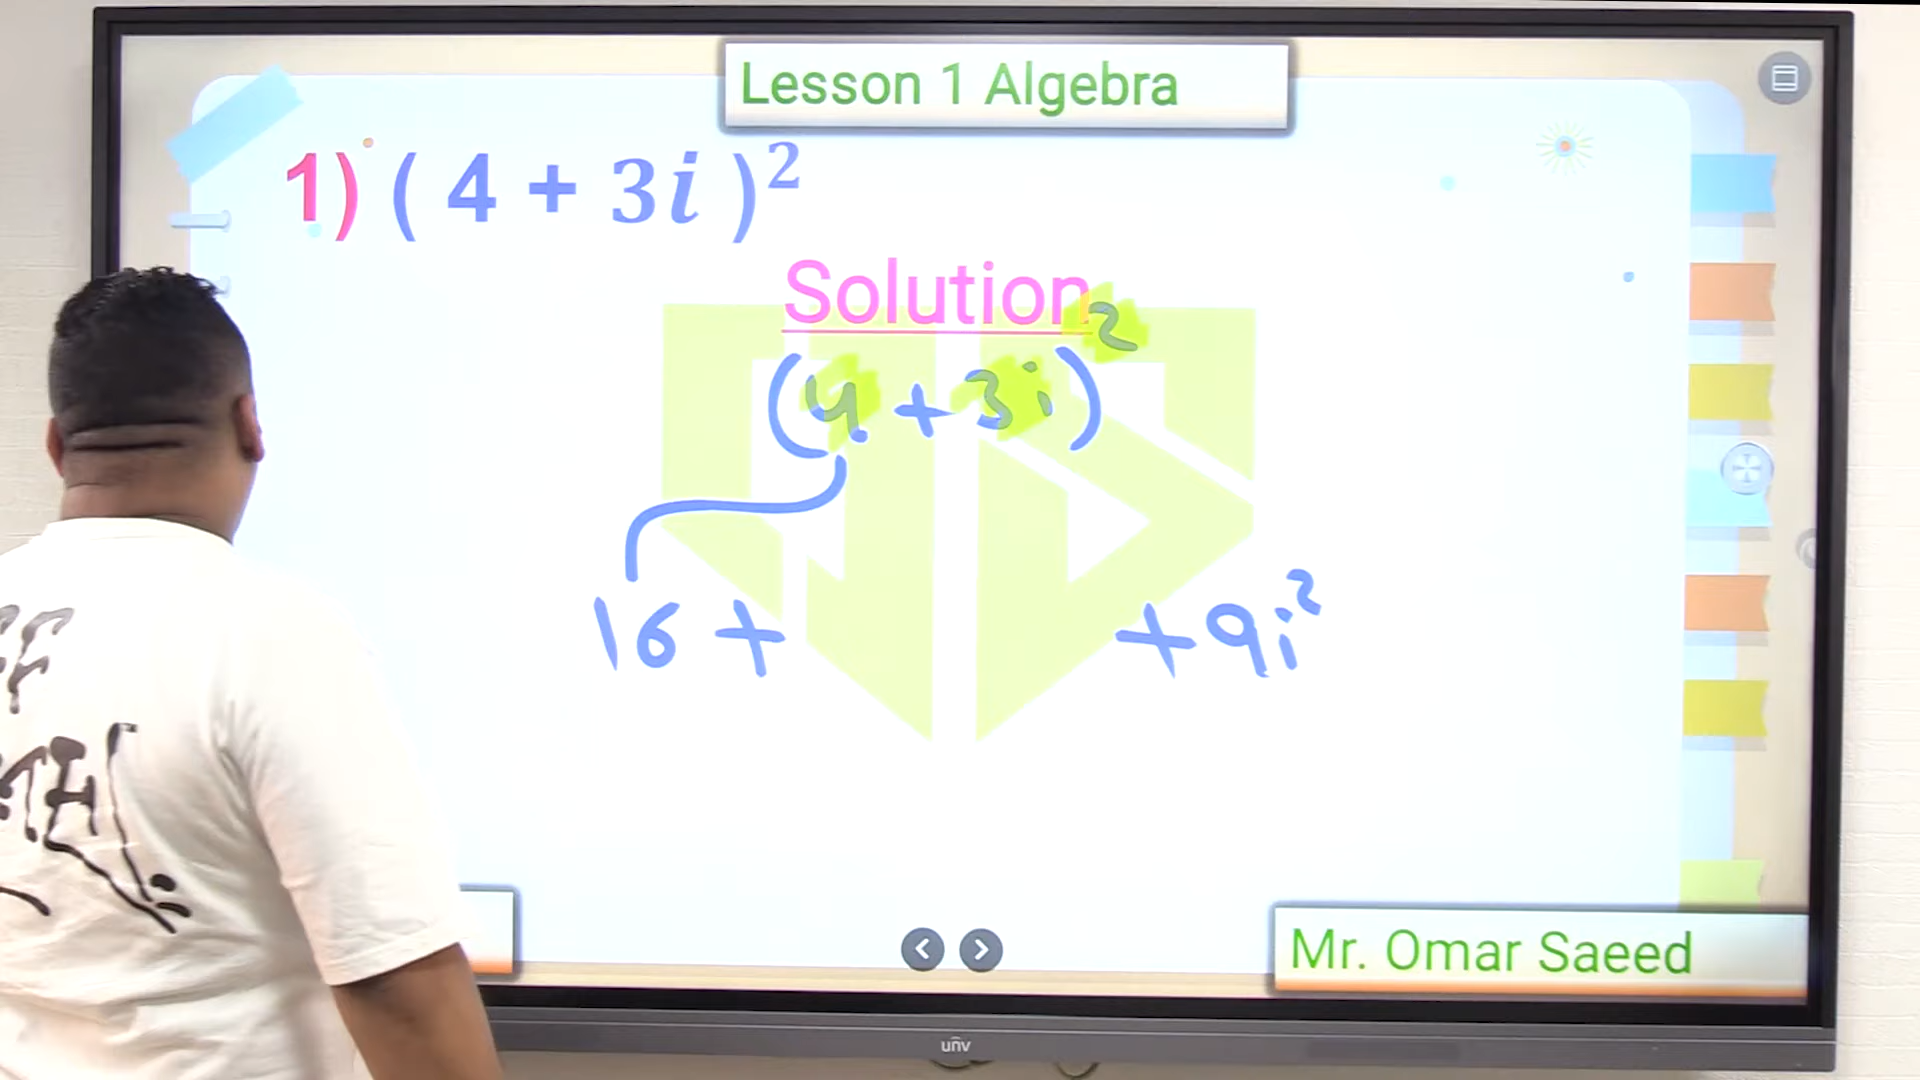 Lesson 1 Algebra
1) ( 4 + 3i )²
Solution
(4 + 3i)²
16 + + 9i²
Mr. Omar Saeed
unv